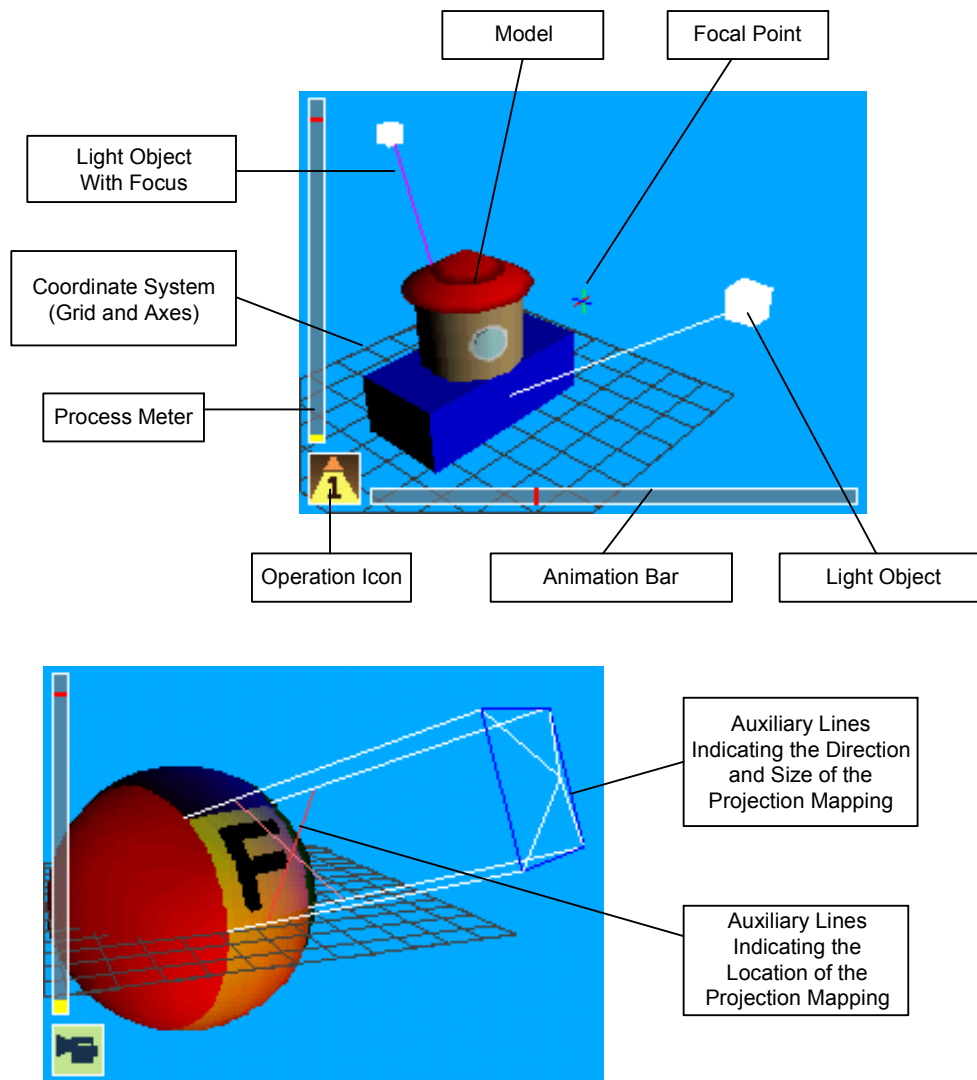 Model
Focal Point
Light Object
With Focus
Coordinate System
(Grid and Axes)
Process Meter
1
Operation Icon
Animation Bar
Light Object
F
Auxiliary Lines
Indicating the Direction
and Size of the
Projection Mapping
Auxiliary Lines
Indicating the
Location of the
Projection Mapping